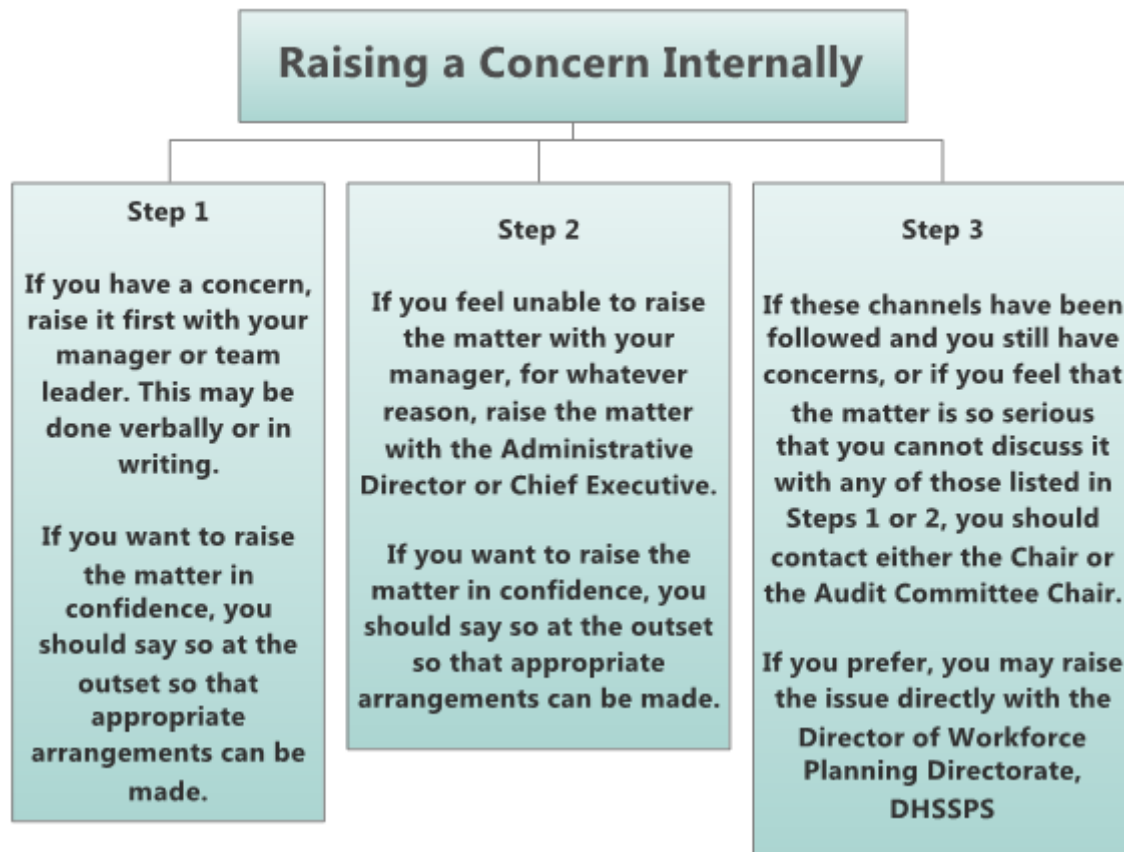 Raising a Concern Internally
Step 1
If you have a concern,
raise it first with your
manager or team
leader. This may be
done verbally or in
writing.
If you want to raise
the matter in
confidence, you
should say so at the
outset so that
appropriate
arrangements can be
made.
Step 2
If you feel unable to raise
the matter with your
manager, for whatever
reason, raise the matter
with the Administrative
Director or Chief Executive.
If you want to raise the
matter in confidence, you
should say so at the outset
so that appropriate
arrangements can be made.
Step 3
If these channels have been
followed and you still have
concerns, or if you feel that
the matter is so serious
that you cannot discuss it
with any of those listed in
Steps 1 or 2, you should
contact either the Chair or
the Audit Committee Chair.
If you prefer, you may raise
the issue directly with the
Director of Workforce
Planning Directorate,
DHSSPS